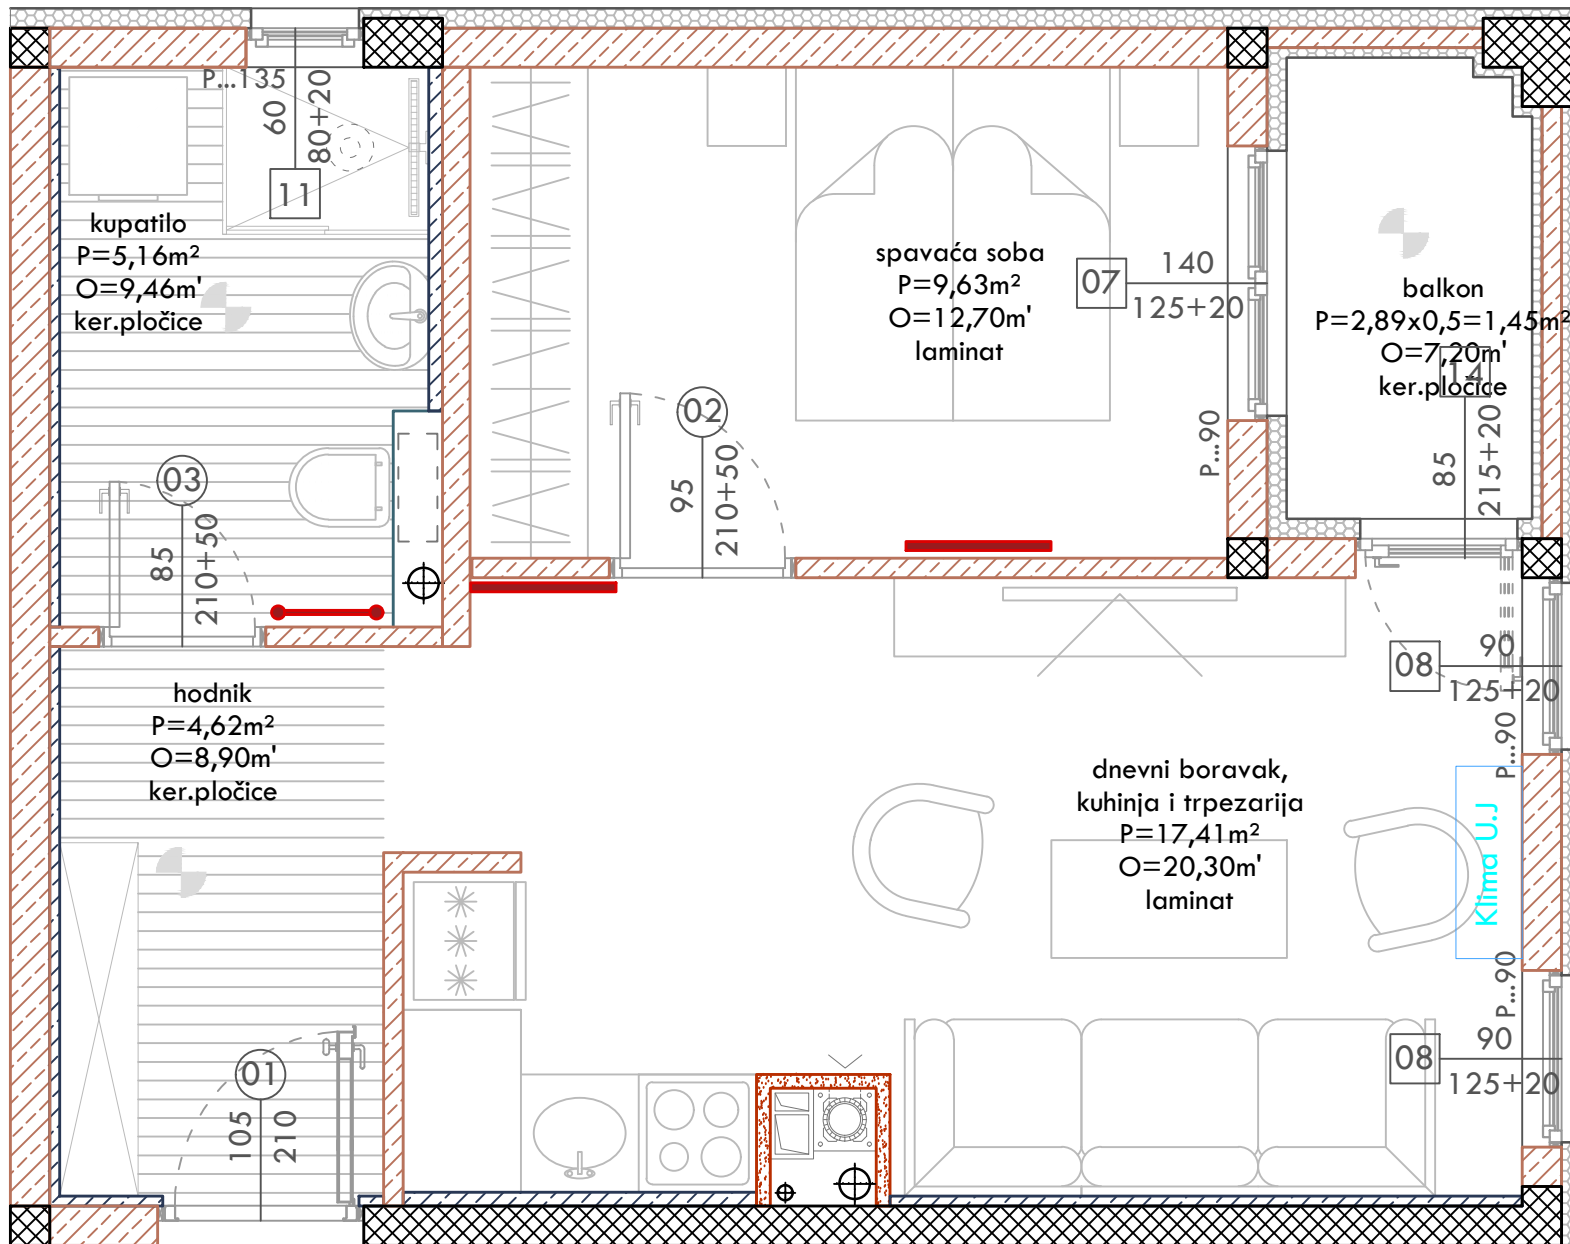 P...135
60
80+20
11
kupatilo
P=5,16m²
O=9,46m'
ker.pločice
spavaća soba
P=9,63m²
O=12,70m'
laminat
07
140
125+20
P...90
balkon
P=2,89x0,5=1,45m²
O=7,20m'
ker.pločice
14
85
215+20
02
95
210+50
03
85
210+50
hodnik
P=4,62m²
O=8,90m'
ker.pločice
08
90
125+20
P...90
dnevni boravak,
kuhinja i trpezarija
P=17,41m²
O=20,30m'
laminat
Klima U.J
P...90
08
90
125+20
01
105
210